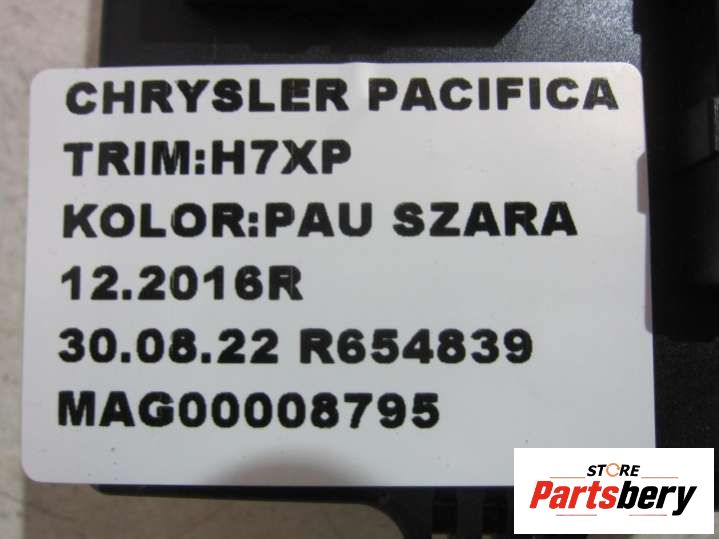 CHRYSLER PACIFICA
TRIM:H7XP
KOLOR:PAU SZARA
12.2016R
30.08.22 R654839
MAG00008795
STORE
Partsbery